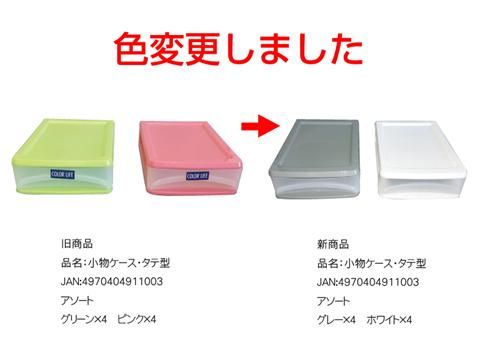 色変更しました
COLOR LIFE
COLOR LIFE
旧商品
品名:小物ケース・タテ型
JAN:4970404911003
アソート
グリーン×4　ピンク×4
新商品
品名:小物ケース・タテ型
JAN:4970404911003
アソート
グレー×4　ホワイト×4